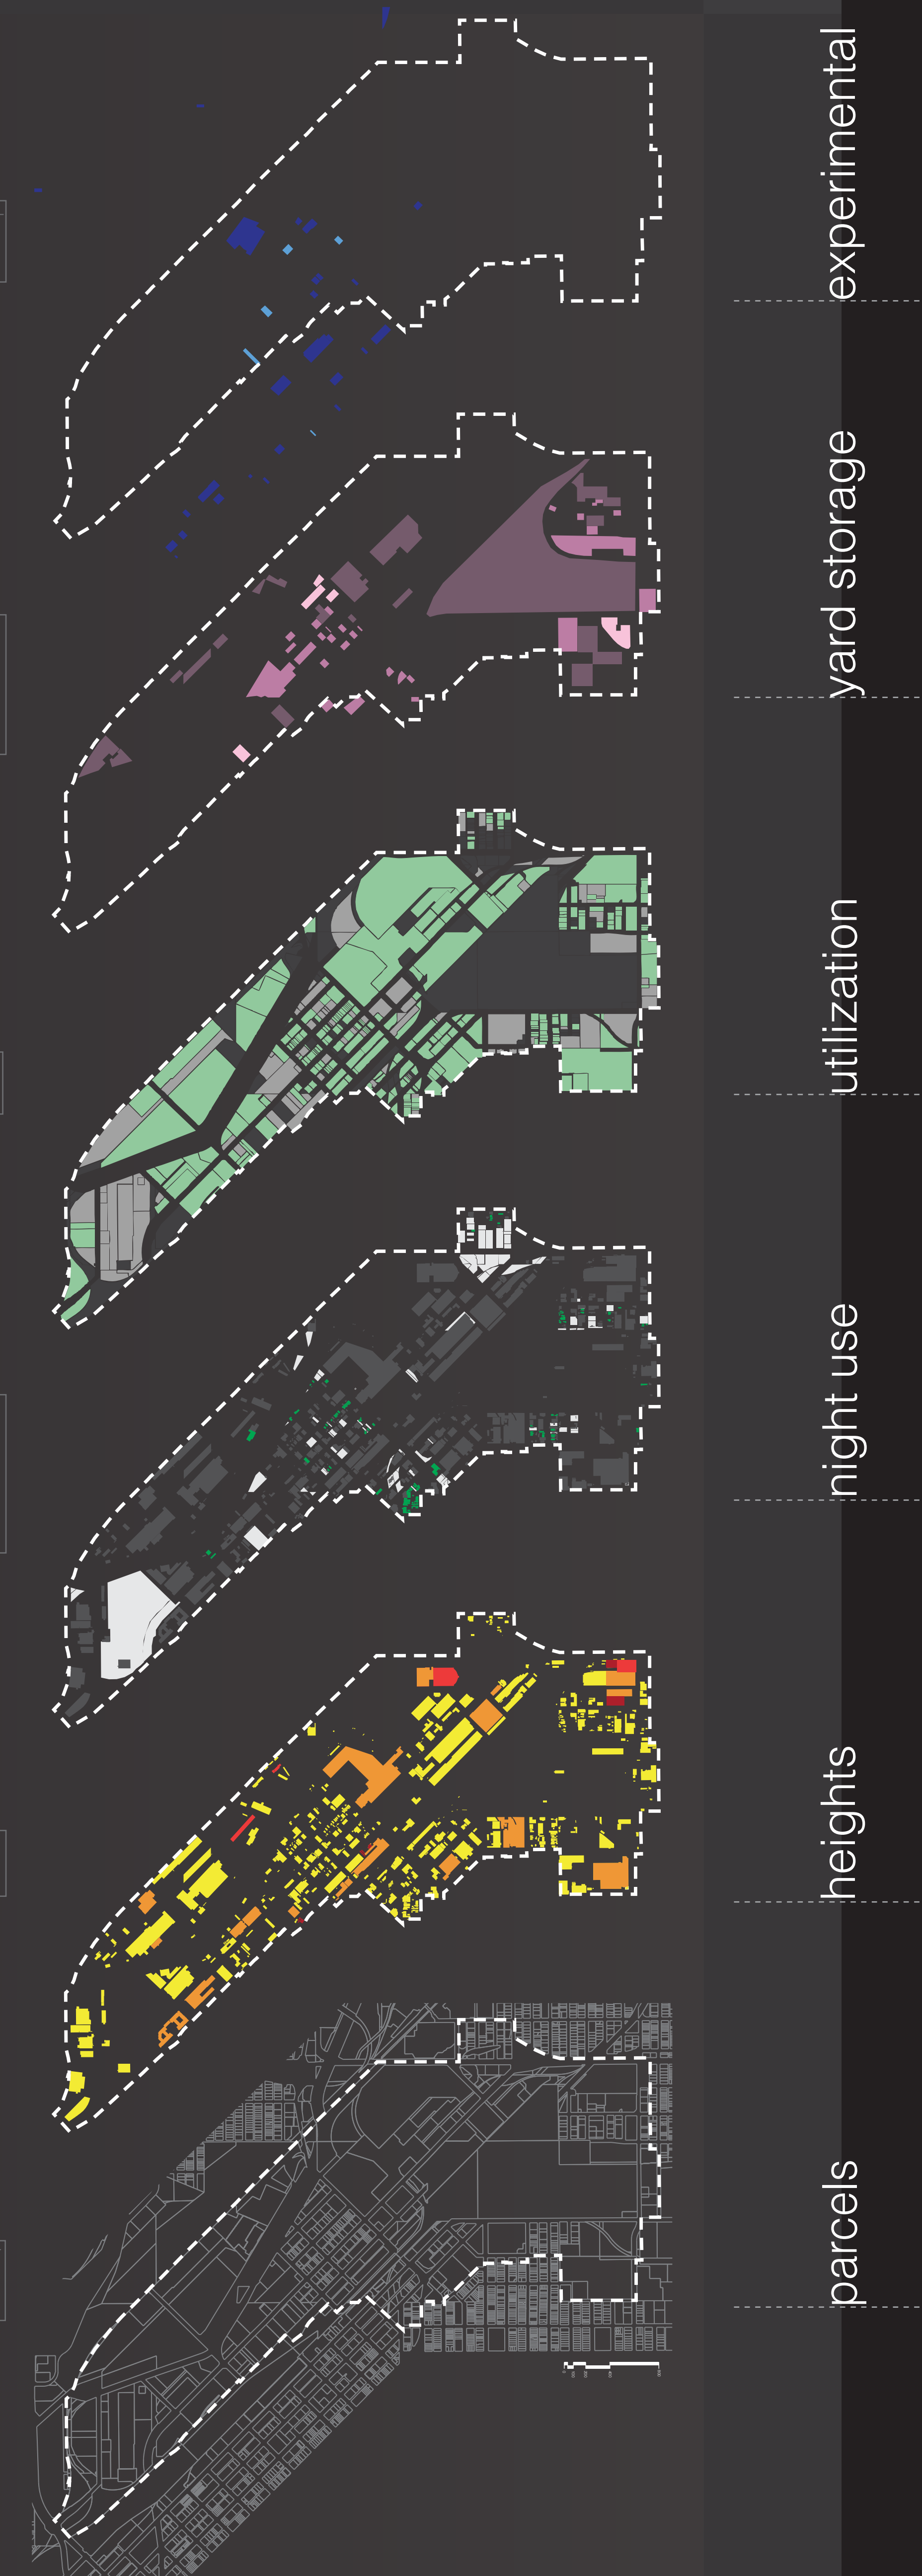 experimental
yard storage
utilization
night use
heights
parcels